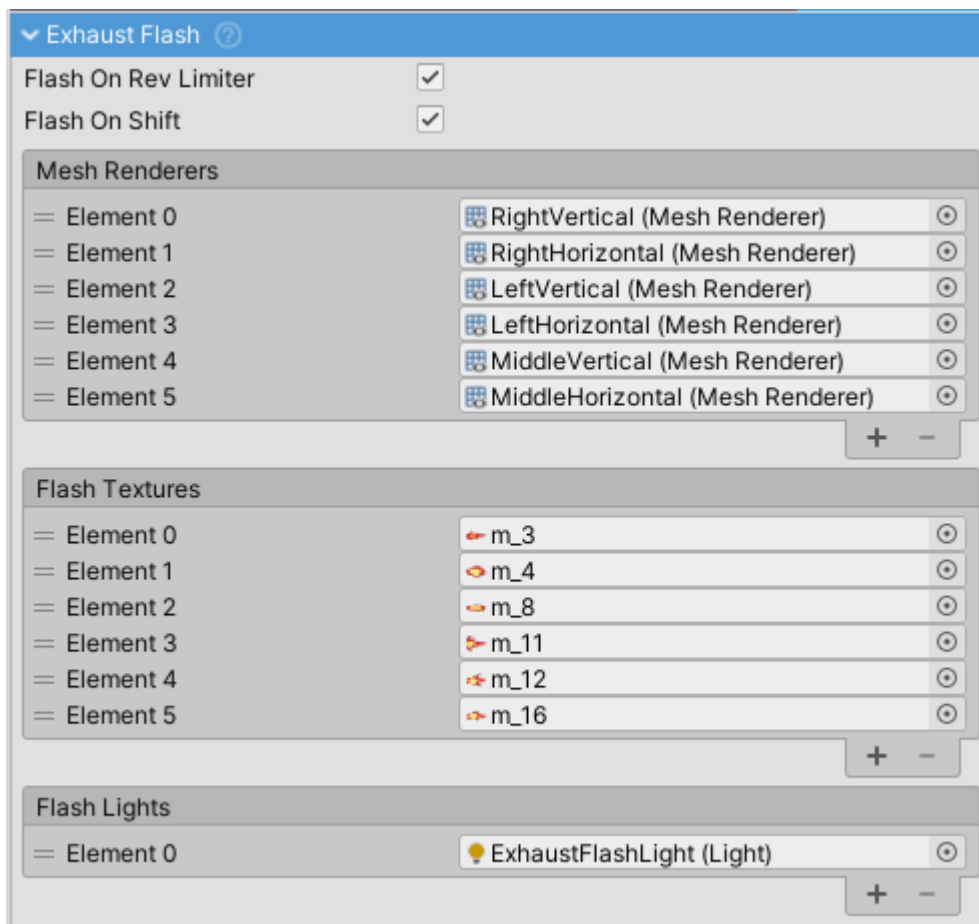 Exhaust Flash ?
Flash On Rev Limiter
Flash On Shift
Mesh Renderers
Element 0 RightVertical (Mesh Renderer)
Element 1 RightHorizontal (Mesh Renderer)
Element 2 LeftVertical (Mesh Renderer)
Element 3 LeftHorizontal (Mesh Renderer)
Element 4 MiddleVertical (Mesh Renderer)
Element 5 MiddleHorizontal (Mesh Renderer)
+ -
Flash Textures
Element 0 m_3
Element 1 m_4
Element 2 m_8
Element 3 m_11
Element 4 m_12
Element 5 m_16
+ -
Flash Lights
Element 0 ExhaustFlashLight (Light)
+ -